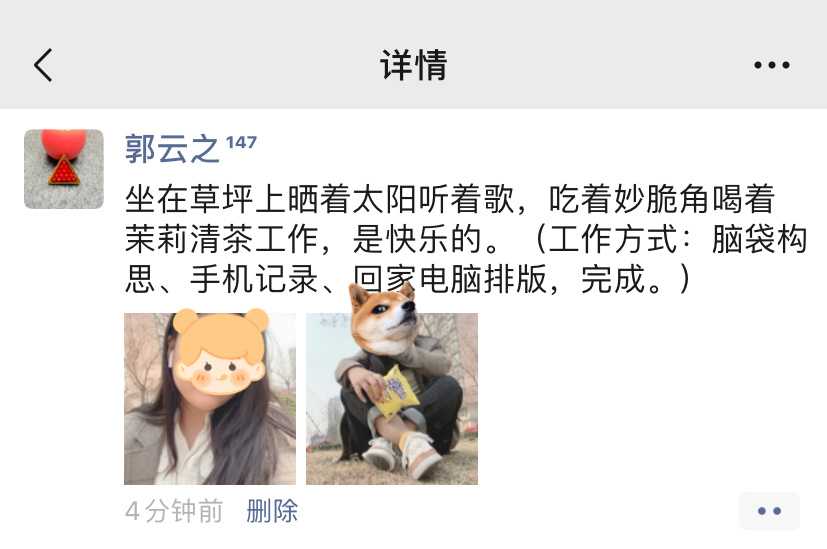 详情
郭云之¹⁴⁷
坐在草坪上晒着太阳听着歌，吃着妙脆角喝着
茉莉清茶工作，是快乐的。（工作方式：脑袋构
思、手机记录、回家电脑排版，完成。）
4分钟前 删除